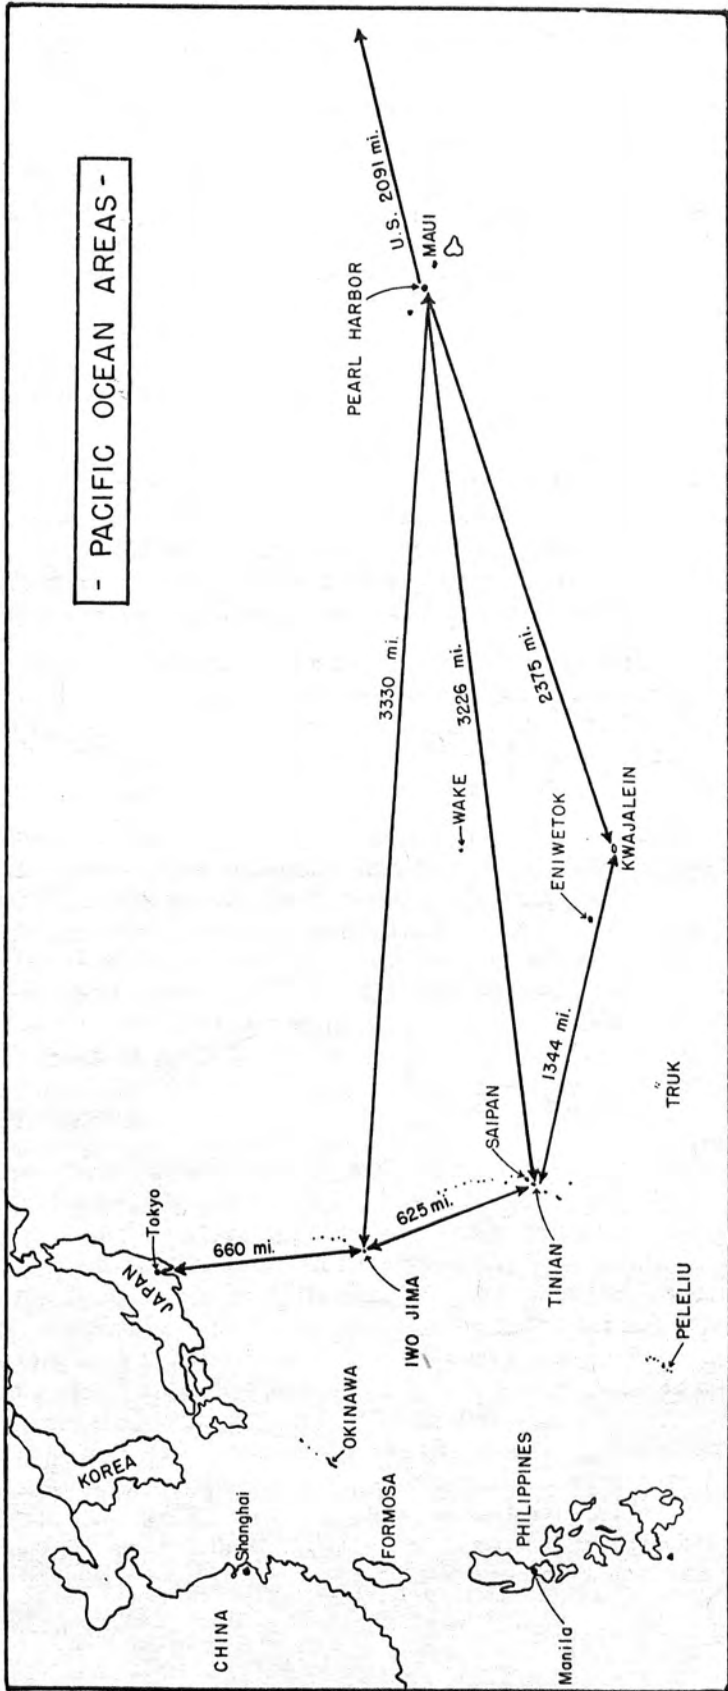 - PACIFIC OCEAN AREAS -
U.S. 2091 mi.
MAUI
PEARL HARBOR
3330 mi.
3226 mi.
2375 mi.
WAKE
ENIWETOK
KWAJALEIN
1344 mi.
TRUK
SAIPAN
TINIAN
625 mi.
660 mi.
Tokyo
JAPAN
IWO JIMA
OKINAWA
PELELIU
KOREA
Shanghai
CHINA
FORMOSA
PHILIPPINES
Manila